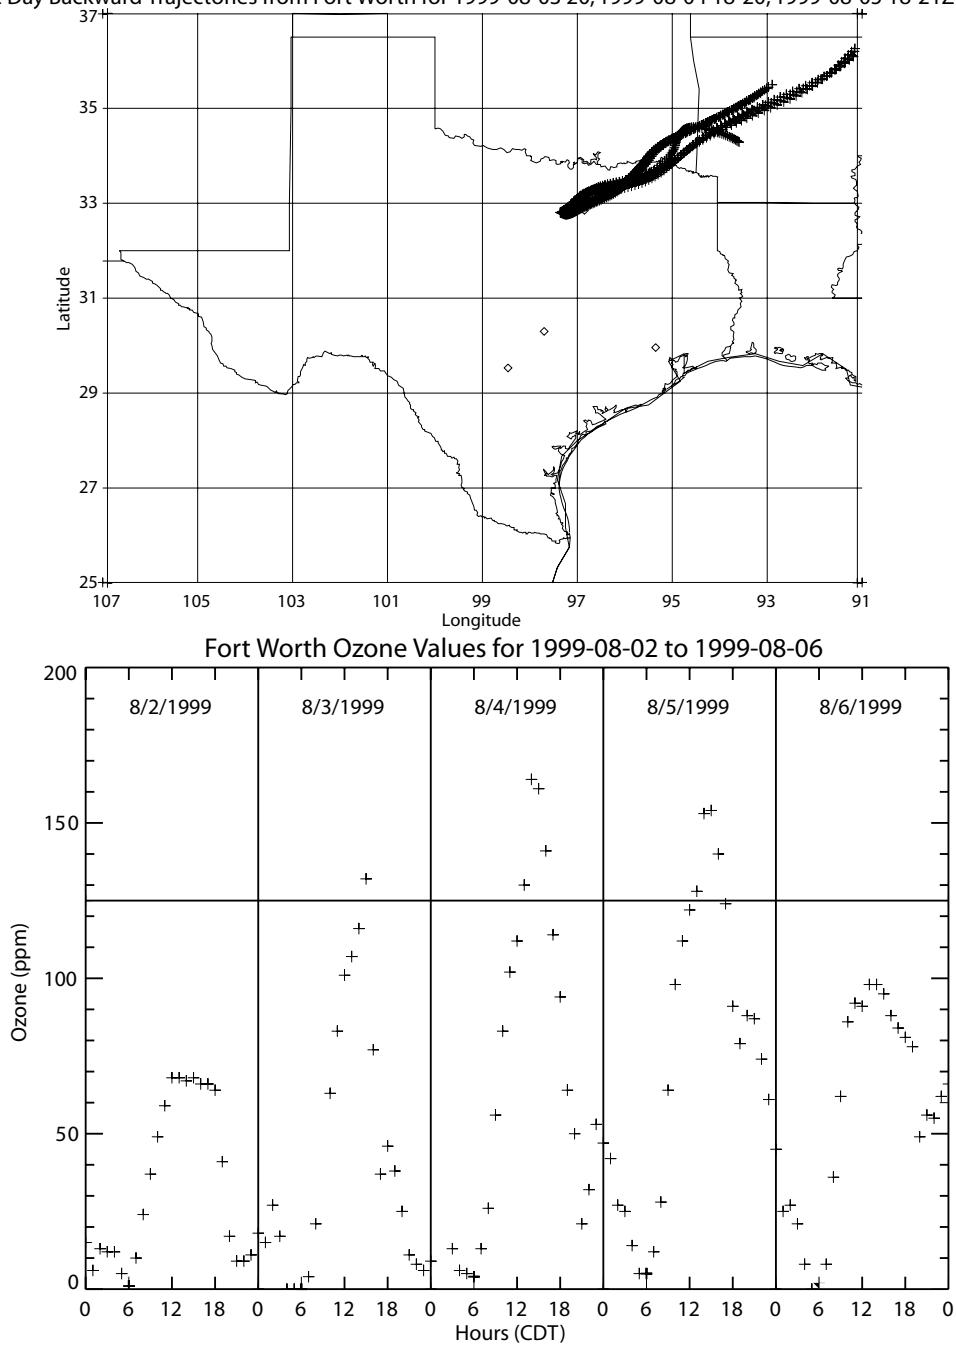 Day Backward Trajectories from Fort Worth for 1999-08-03 20, 1999-08-04 18-20, 1999-08-05 18-21Z
37
35
33
31
29
27
25
Latitude
107 105 103 101 99 97 95 93 91
Longitude
Fort Worth Ozone Values for 1999-08-02 to 1999-08-06
200
8/2/1999 8/3/1999 8/4/1999 8/5/1999 8/6/1999
150
100
50
0
Ozone (ppm)
0 6 12 18 0 6 12 18 0 6 12 18 0 6 12 18 0 6 12 18 0
Hours (CDT)